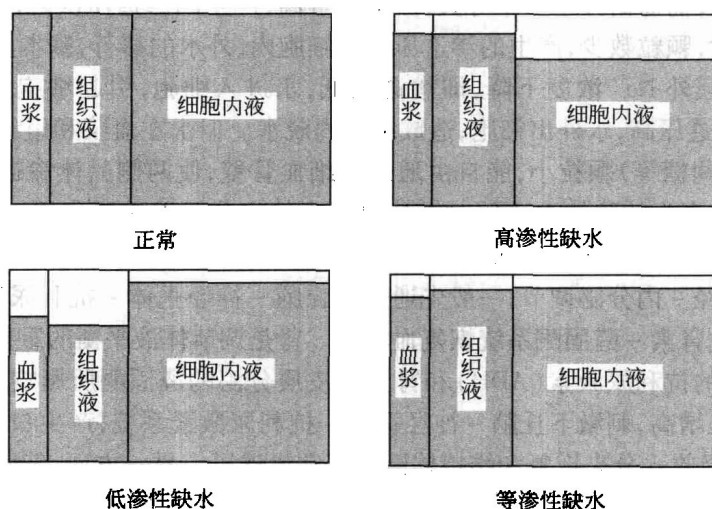 血浆
组织液
细胞内液
正常
血浆
组织液
细胞内液
高渗性缺水
血浆
组织液
细胞内液
低渗性缺水
血浆
组织液
细胞内液
等渗性缺水